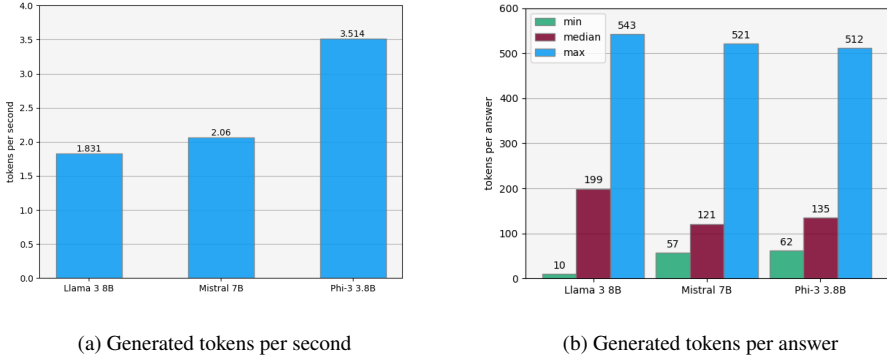 4.0
3.5
3.0
2.5
2.0
1.5
1.0
0.5
0.0
tokens per second
1.831
2.06
3.514
Llama 3 8B
Mistral 7B
Phi-3 3.8B
(a) Generated tokens per second
600
500
400
300
200
100
0
tokens per answer
min
median
max
10
199
543
57
121
521
62
135
512
Llama 3 8B
Mistral 7B
Phi-3 3.8B
(b) Generated tokens per answer